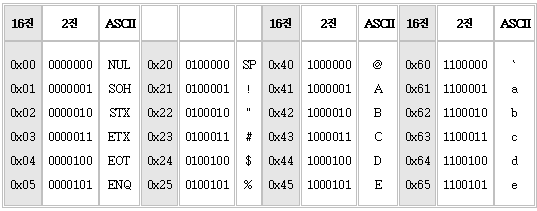 16진 2진 ASCII 16진 2진 ASCII 16진 2진 ASCII
0x00 0000000 NUL 0x20 0100000 SP 0x40 1000000 @ 0x60 1100000 `
0x01 0000001 SOH 0x21 0100001 ! 0x41 1000001 A 0x61 1100001 a
0x02 0000010 STX 0x22 0100010 " 0x42 1000010 B 0x62 1100010 b
0x03 0000011 ETX 0x23 0100011 # 0x43 1000011 C 0x63 1100011 c
0x04 0000100 EOT 0x24 0100100 $ 0x44 1000100 D 0x64 1100100 d
0x05 0000101 ENQ 0x25 0100101 % 0x45 1000101 E 0x65 1100101 e